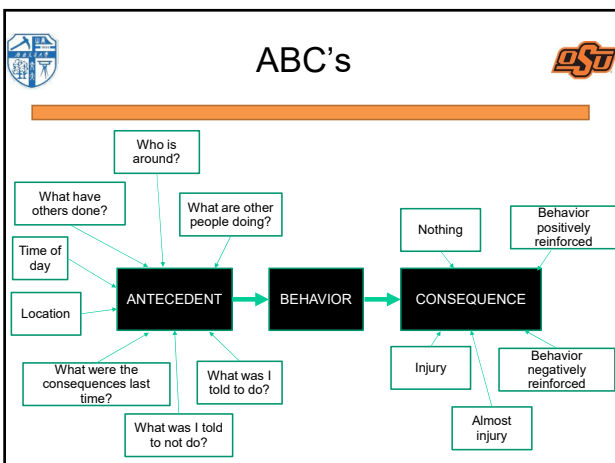 ABC's
OSU
Who is
around?
What have
others done?
What are other
people doing?
Time of
day
Location
ANTECEDENT
BEHAVIOR
CONSEQUENCE
Nothing
Behavior
positively
reinforced
What were the
consequences last
time?
What was I
told to do?
What was I told
to not do?
Injury
Almost
injury
Behavior
negatively
reinforced